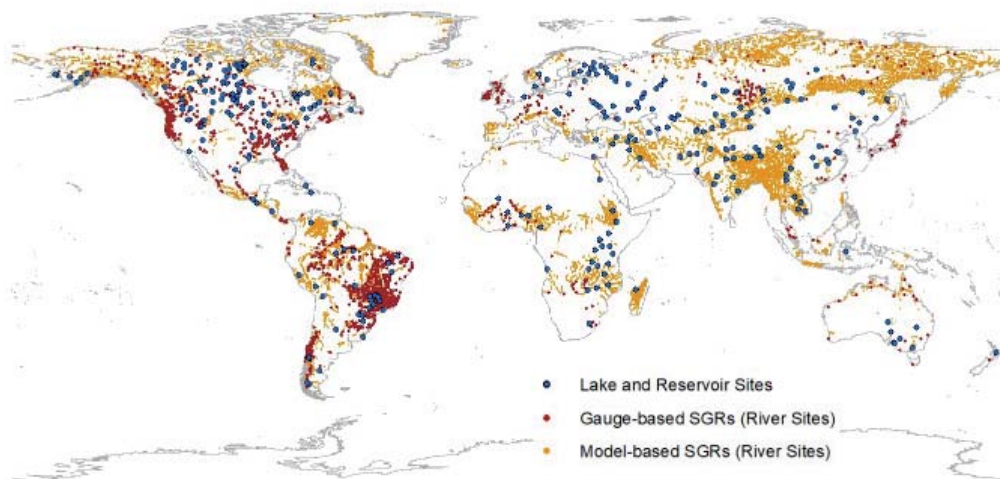 Lake and Reservoir Sites
Gauge-based SGRs (River Sites)
Model-based SGRs (River Sites)